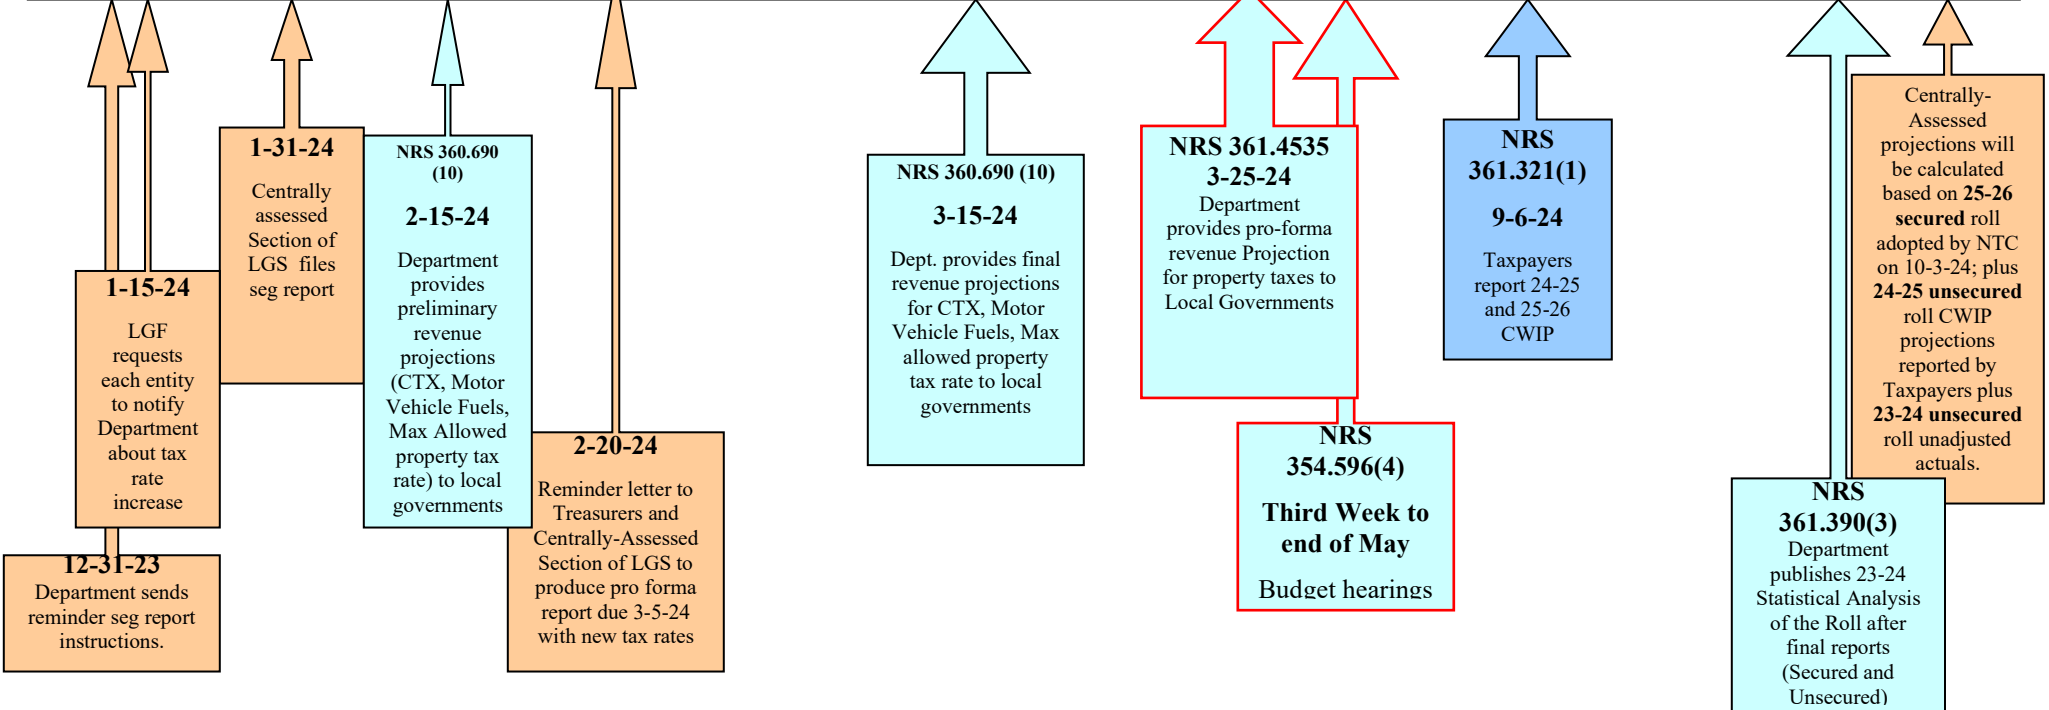 12-31-23
Department sends
reminder seg report
instructions.
1-15-24
LGF
requests
each entity
to notify
Department
about tax
rate
increase
1-31-24
Centrally
assessed
Section of
LGS files
seg report
NRS 360.690
(10)
2-15-24
Department
provides
preliminary
revenue
projections
(CTX, Motor
Vehicle Fuels,
Max Allowed
property tax
rate) to local
governments
2-20-24
Reminder letter to
Treasurers and
Centrally-Assessed
Section of LGS to
produce pro forma
report due 3-5-24
with new tax rates
NRS 360.690 (10)
3-15-24
Dept. provides final
revenue projections
for CTX, Motor
Vehicle Fuels, Max
allowed property
tax rate to local
governments
NRS 361.4535
3-25-24
Department
provides pro-forma
revenue Projection
for property taxes to
Local Governments
NRS
354.596(4)
Third Week to
end of May
Budget hearings
NRS
361.321(1)
9-6-24
Taxpayers
report 24-25
and 25-26
CWIP
NRS
361.390(3)
Department
publishes 23-24
Statistical Analysis
of the Roll after
final reports
(Secured and
Unsecured)
Centrally-
Assessed
projections will
be calculated
based on 25-26
secured roll
adopted by NTC
on 10-3-24; plus
24-25 unsecured
roll CWIP
projections
reported by
Taxpayers plus
23-24 unsecured
roll unadjusted
actuals.